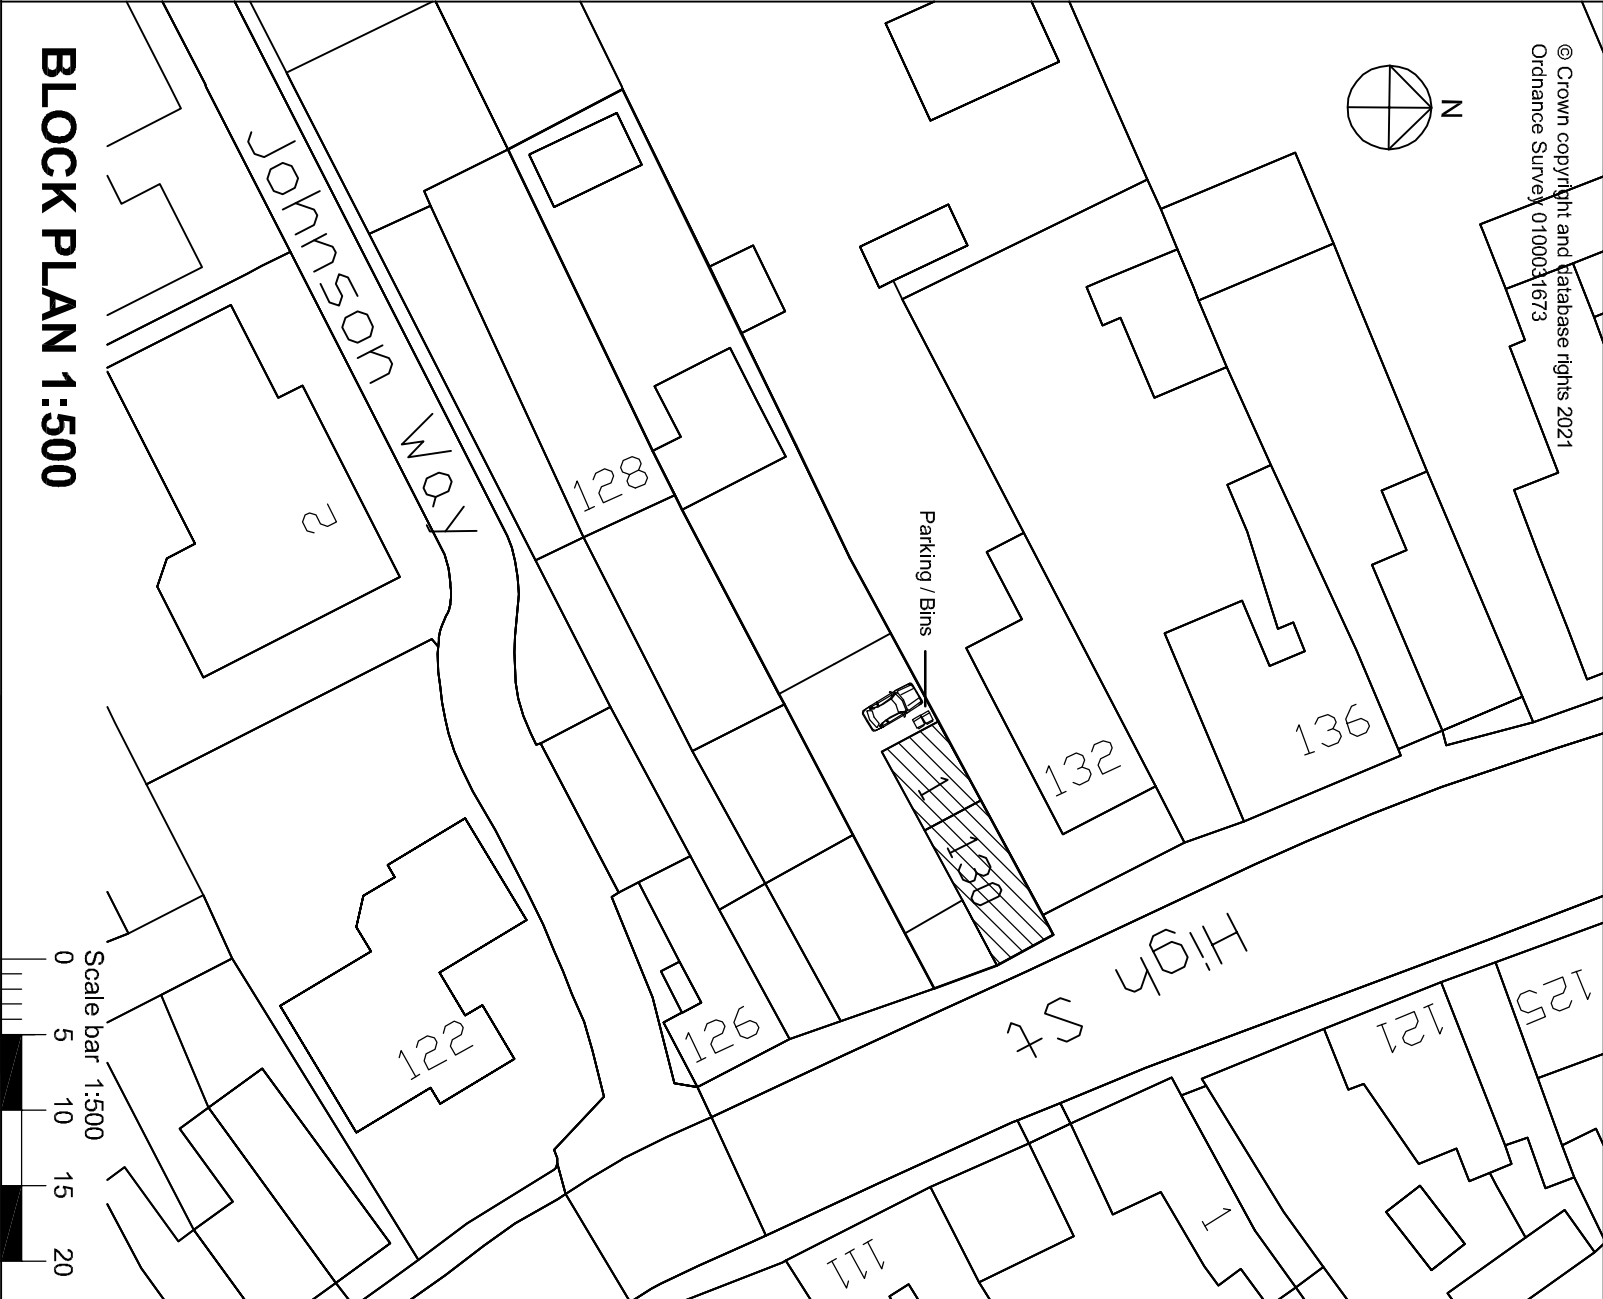 © Crown copyright and database rights 2021
Ordnance Survey 0100031673
N
BLOCK PLAN 1:500
Johnson Way
High St
Parking / Bins
128
2
132
136
1
130
126
122
125
121
1
111
Scale bar 1:500
0 5 10 15 20